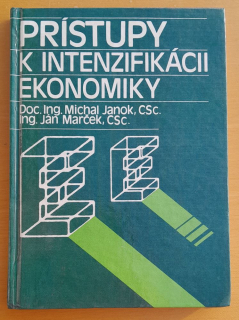 PRÍSTUPY
K INTENZIFIKÁCII
EKONOMIKY
Doc. Ing. Michal Janok, CSc.
Ing. Ján Marček, CSc.